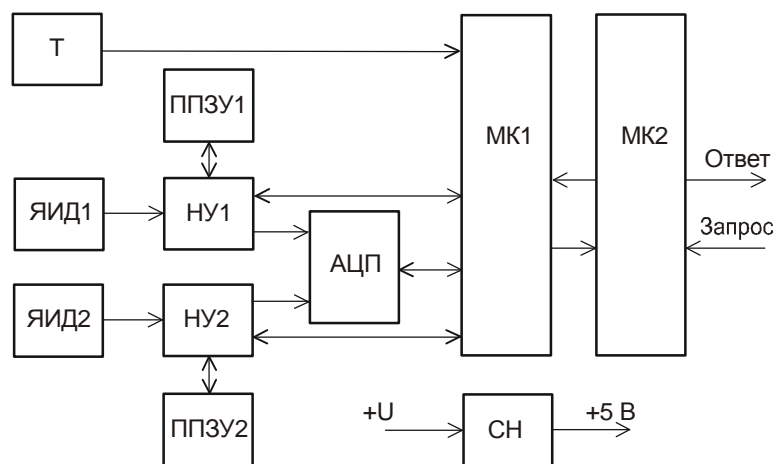 Т
ППЗУ1
МК1
МК2
Ответ
ЯИД1
НУ1
Запрос
АЦП
ЯИД2
НУ2
ППЗУ2
+U
СН
+5 В